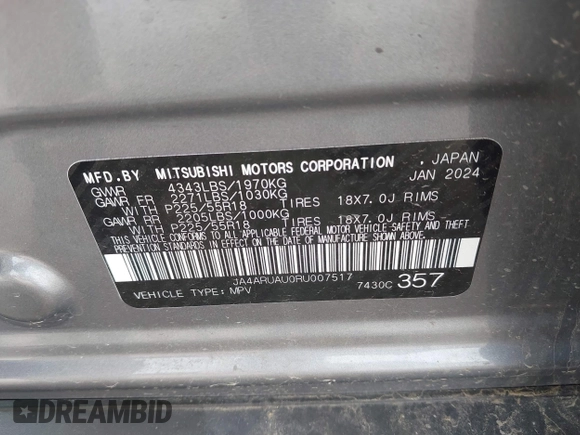 MFD.BY MITSUBISHI MOTORS CORPORATION , JAPAN
GWR 4343LBS/1970KG JAN 2024
GAWR FR 2271LBS/1030KG
WITH P225/55R18 TIRES 18X7.0J RIMS
GAWR RR 2205LBS/1000KG
WITH P225/55R18 TIRES 18X7.0J RIMS
THIS VEHICLE CONFORMS TO ALL APPLICABLE FEDERAL MOTOR VEHICLE SAFETY AND THEFT
PREVENTION STANDARDS IN EFFECT ON THE DATE OF MANUFACTURE SHOWN ABOVE.
JA4ARUAU0RU007517
VEHICLE TYPE: MPV 7430C 357
DREAMBID